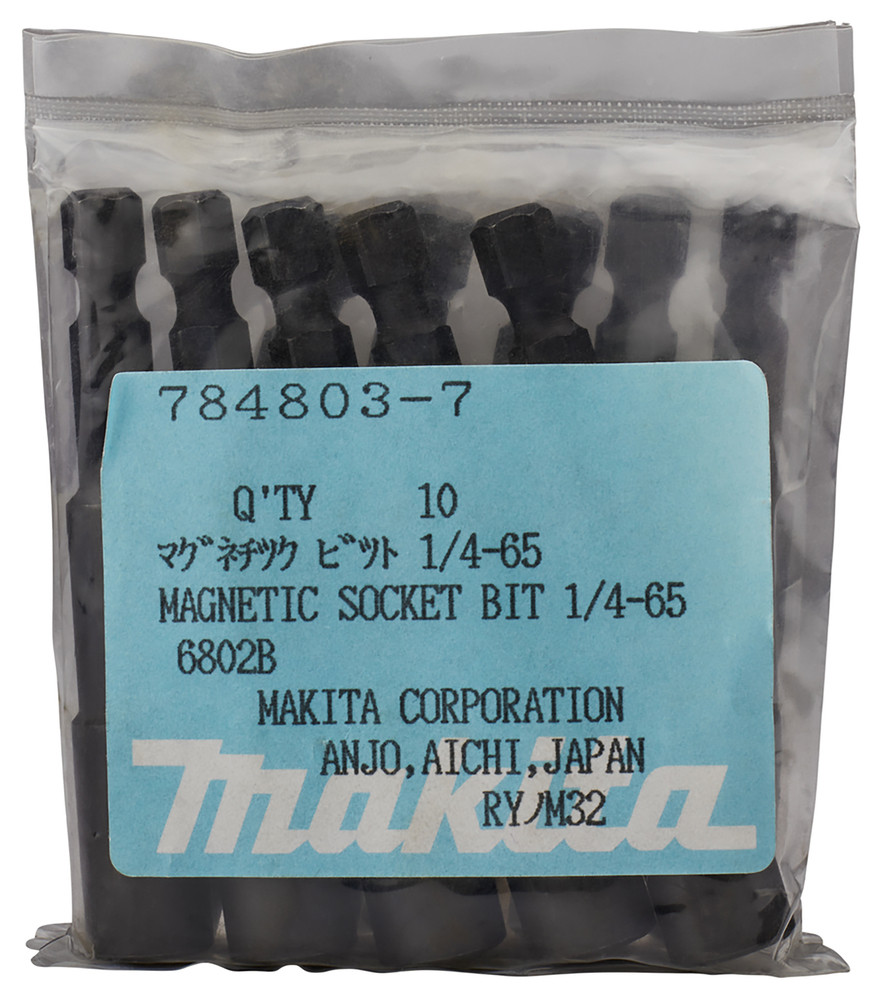 784803-7
Q'TY 10
マグネチック ビット 1/4-65
MAGNETIC SOCKET BIT 1/4-65
6802B
MAKITA CORPORATION
ANJO,AICHI,JAPAN
RYノM32
makita